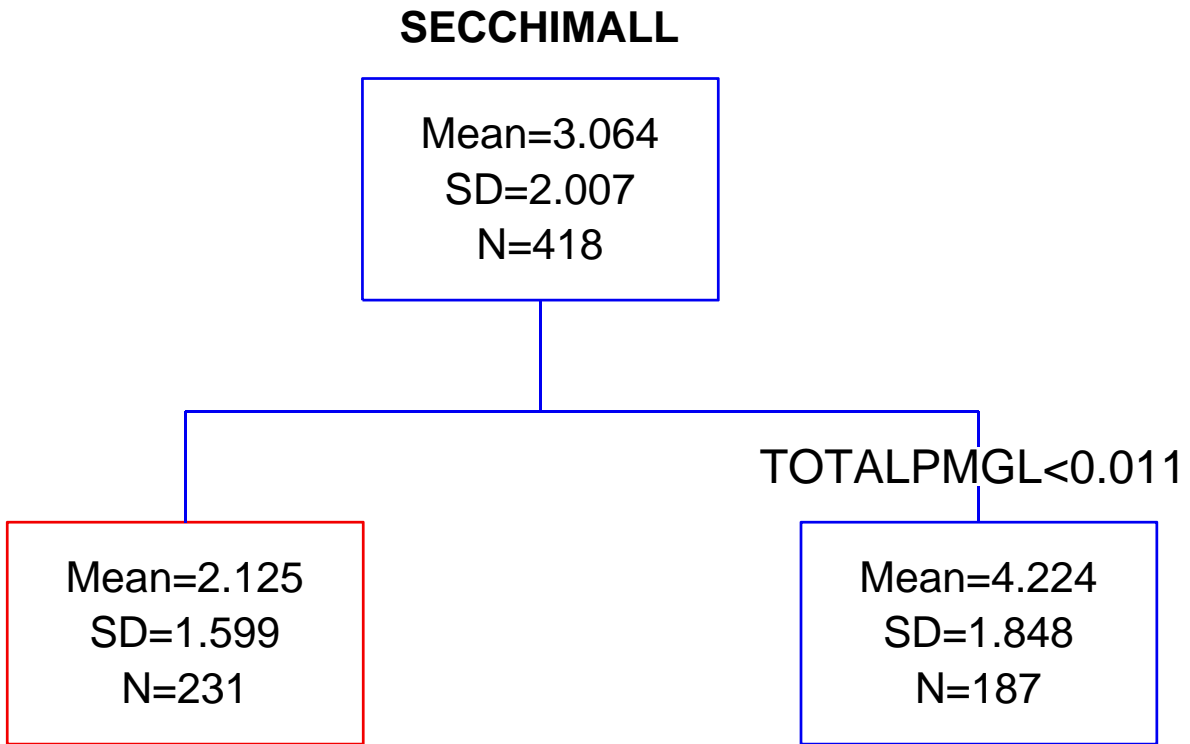 SECCHIMALL
Mean=3.064
SD=2.007
N=418
TOTALPMGL<0.011
Mean=2.125
SD=1.599
N=231
Mean=4.224
SD=1.848
N=187